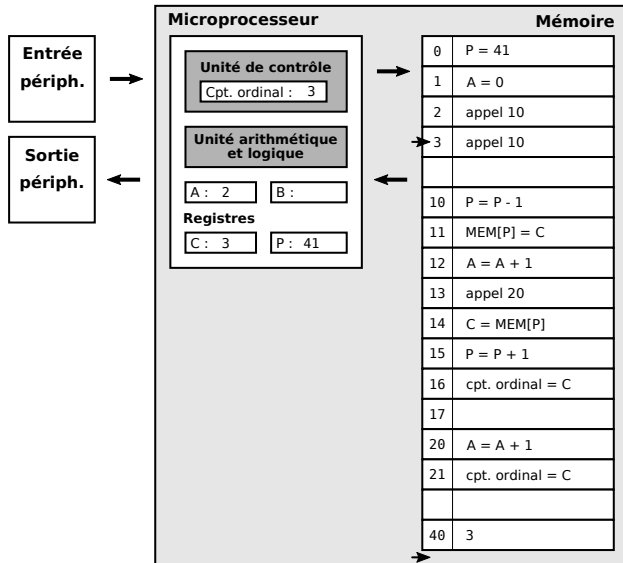 Microprocesseur
Mémoire
Entrée
périph.
Sortie
périph.
Unité de contrôle
Cpt. ordinal : 3
Unité arithmétique
et logique
A : 2
B :
Registres
C : 3
P : 41
0 P = 41
1 A = 0
2 appel 10
3 appel 10
10 P = P - 1
11 MEM[P] = C
12 A = A + 1
13 appel 20
14 C = MEM[P]
15 P = P + 1
16 cpt. ordinal = C
17
20 A = A + 1
21 cpt. ordinal = C
40 3